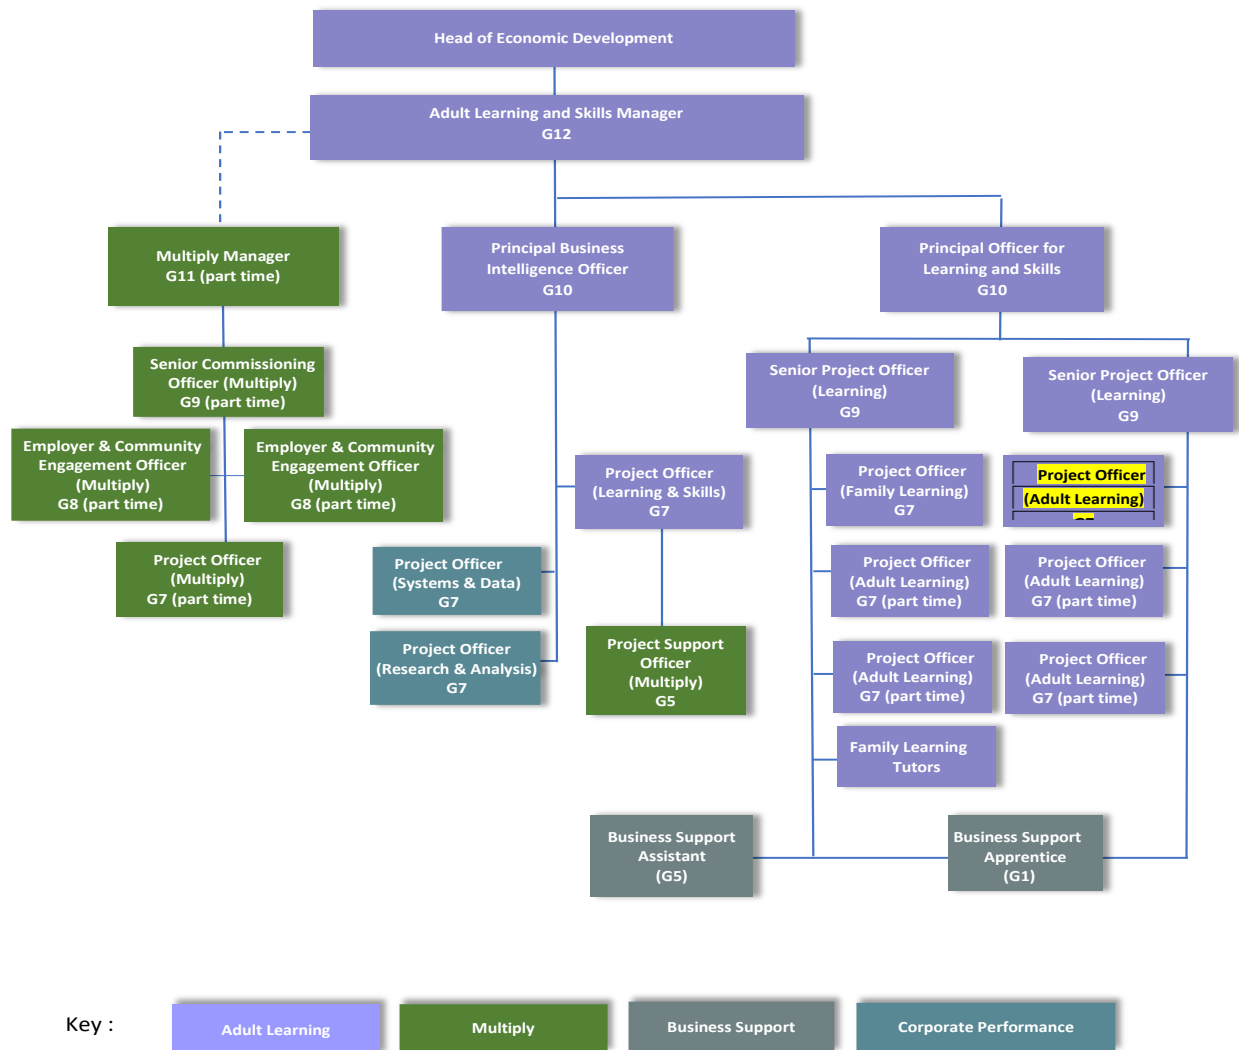 Head of Economic Development
Adult Learning and Skills Manager
G12
Multiply Manager
G11 (part time)
Principal Business
Intelligence Officer
G10
Principal Officer for
Learning and Skills
G10
Senior Commissioning
Officer (Multiply)
G9 (part time)
Senior Project Officer
(Learning)
G9
Senior Project Officer
(Learning)
G9
Employer & Community
Engagement Officer
(Multiply)
G8 (part time)
Employer & Community
Engagement Officer
(Multiply)
G8 (part time)
Project Officer
(Learning & Skills)
G7
Project Officer
(Family Learning)
G7
Project Officer
(Adult Learning)
Project Officer
(Multiply)
G7 (part time)
Project Officer
(Systems & Data)
G7
Project Officer
(Adult Learning)
G7 (part time)
Project Officer
(Adult Learning)
G7 (part time)
Project Officer
(Research & Analysis)
G7
Project Support
Officer
(Multiply)
G5
Project Officer
(Adult Learning)
G7 (part time)
Project Officer
(Adult Learning)
G7 (part time)
Family Learning
Tutors
Business Support
Assistant
(G5)
Business Support
Apprentice
(G1)
Key :
Adult Learning
Multiply
Business Support
Corporate Performance